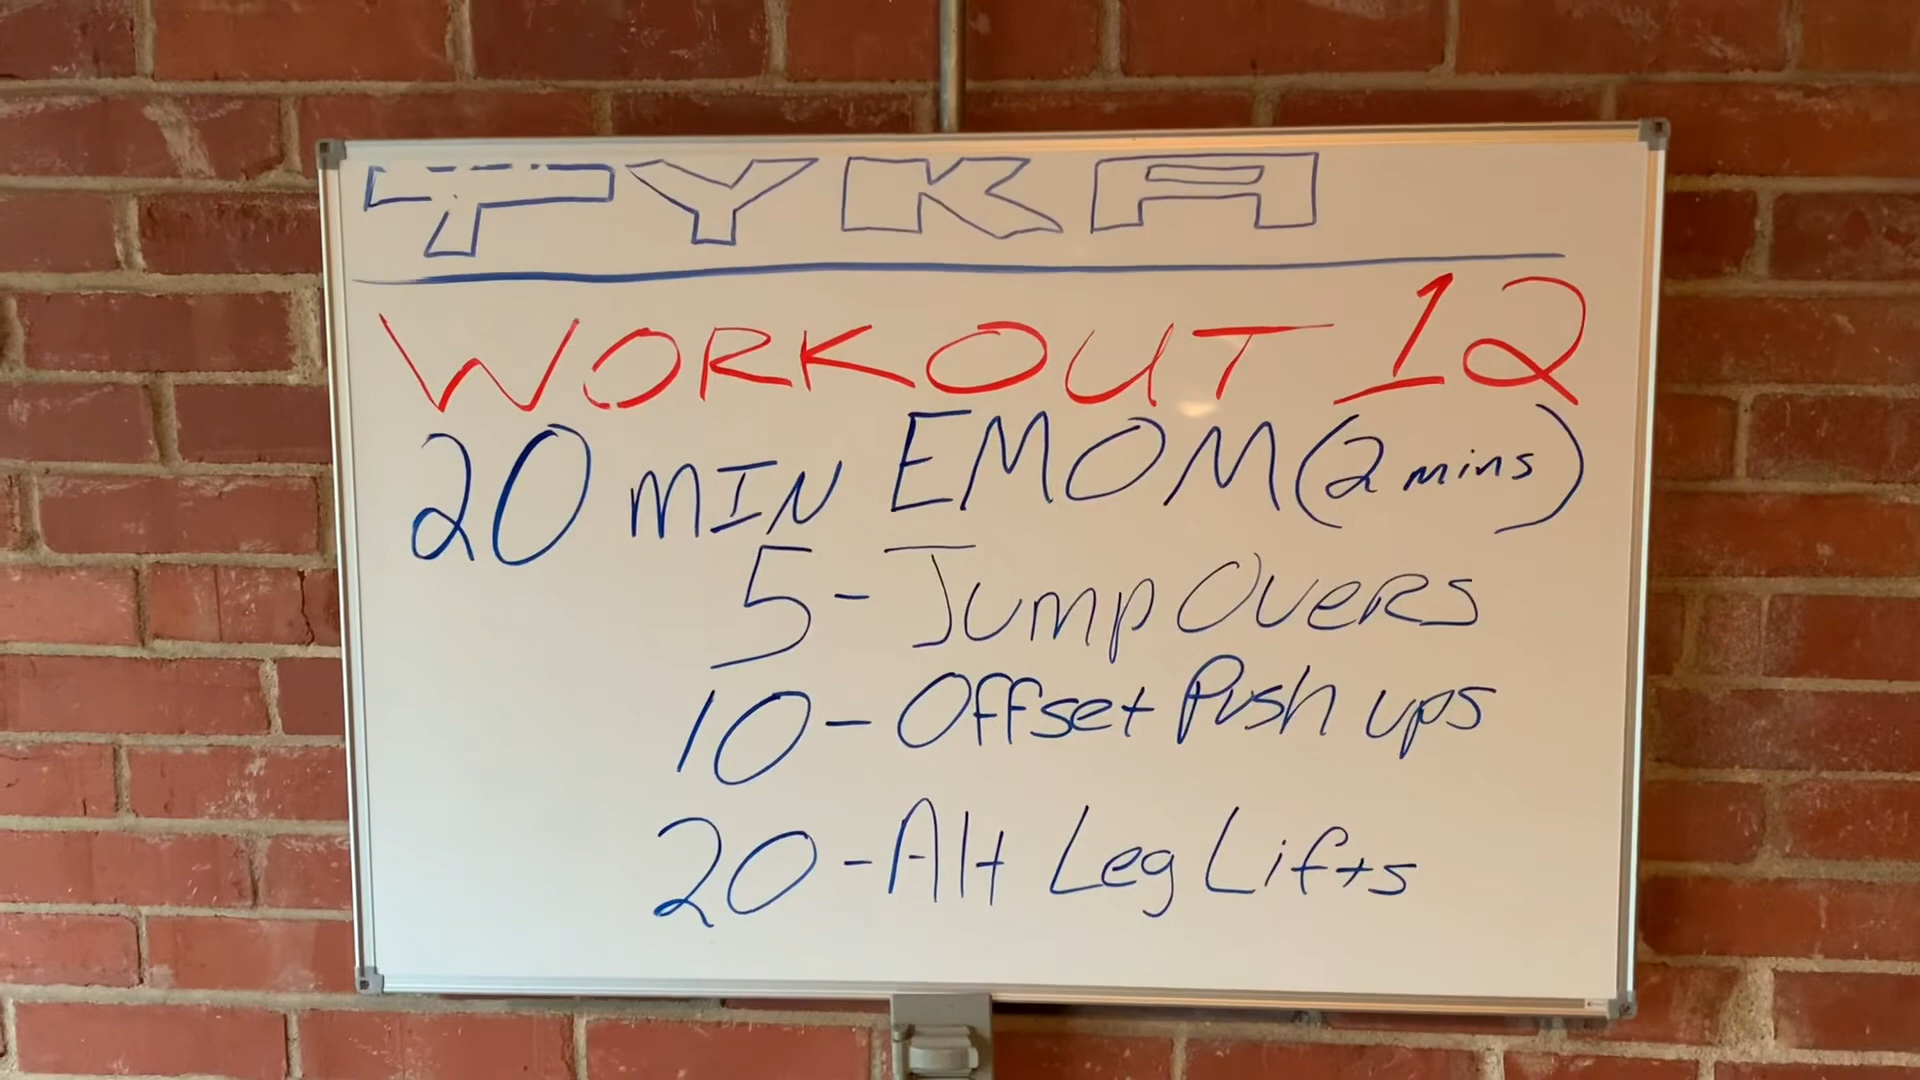 TYKA
WORKOUT 12
20 MIN EMOM (2 mins)
5 - Jump Overs
10 - Offset Push ups
20 - Alt Leg Lifts